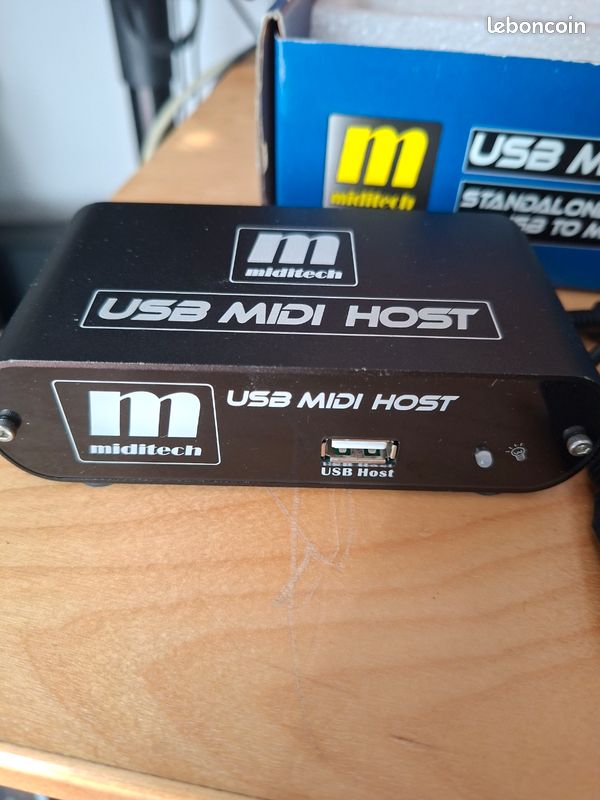 leboncoin
m
miditech
USB M
STANDALONE
USB TO M
m
miditech
USB MIDI HOST
m
miditech
USB MIDI HOST
USB Host